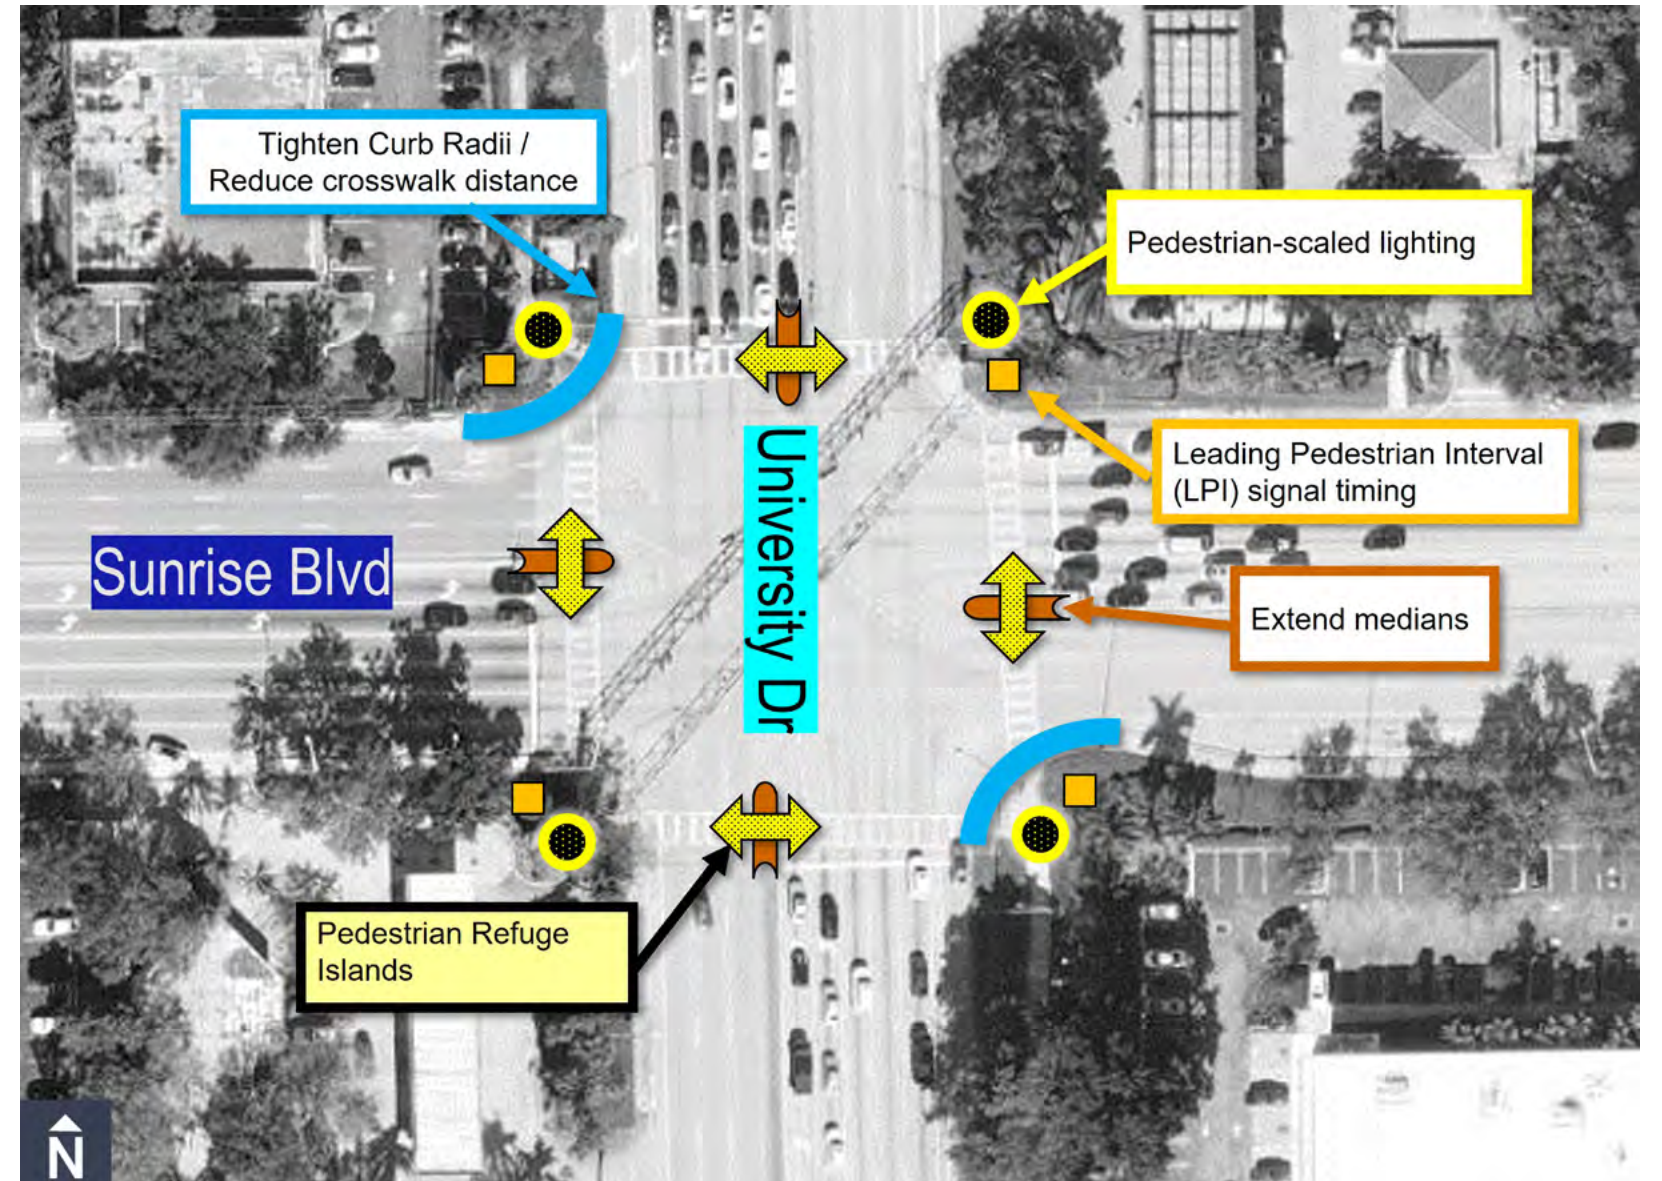 Tighten Curb Radii /
Reduce crosswalk distance
Pedestrian-scaled lighting
Leading Pedestrian Interval
(LPI) signal timing
University Dr
Sunrise Blvd
Extend medians
Pedestrian Refuge
Islands
N